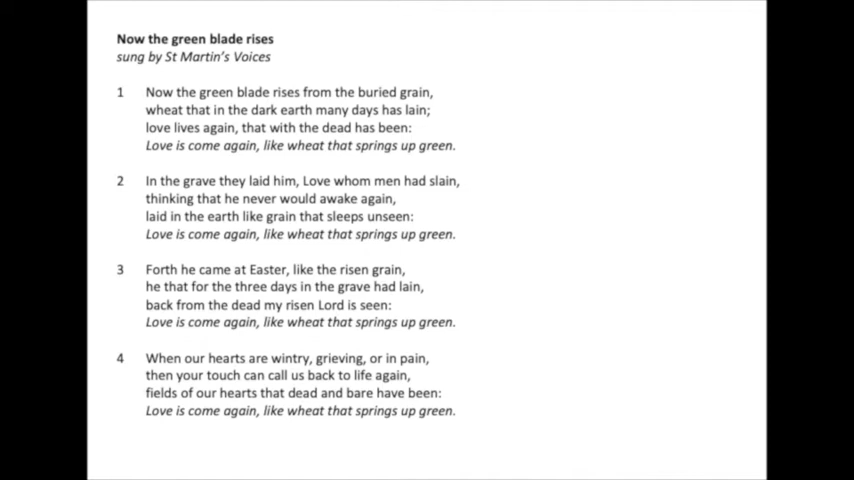 Now the green blade rises
sung by St Martin's Voices
1 Now the green blade rises from the buried grain,
wheat that in the dark earth many days has lain;
love lives again, that with the dead has been:
Love is come again, like wheat that springs up green.
2 In the grave they laid him, Love whom men had slain,
thinking that he never would awake again,
laid in the earth like grain that sleeps unseen:
Love is come again, like wheat that springs up green.
3 Forth he came at Easter, like the risen grain,
he that for the three days in the grave had lain,
back from the dead my risen Lord is seen:
Love is come again, like wheat that springs up green.
4 When our hearts are wintry, grieving, or in pain,
then your touch can call us back to life again,
fields of our hearts that dead and bare have been:
Love is come again, like wheat that springs up green.